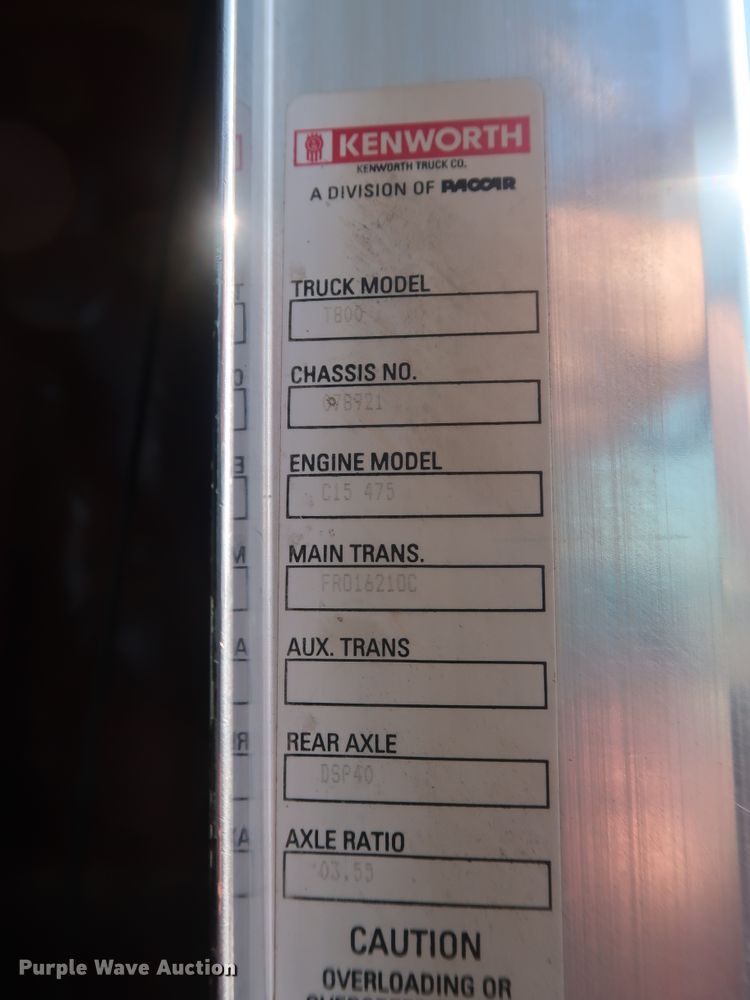 KENWORTH
KENWORTH TRUCK CO.
A DIVISION OF PACCAR
TRUCK MODEL
T800
CHASSIS NO.
078921
ENGINE MODEL
C15 475
MAIN TRANS.
FRO16210C
AUX. TRANS
REAR AXLE
DSP40
AXLE RATIO
03.55
CAUTION
OVERLOADING OR
Purple Wave Auction